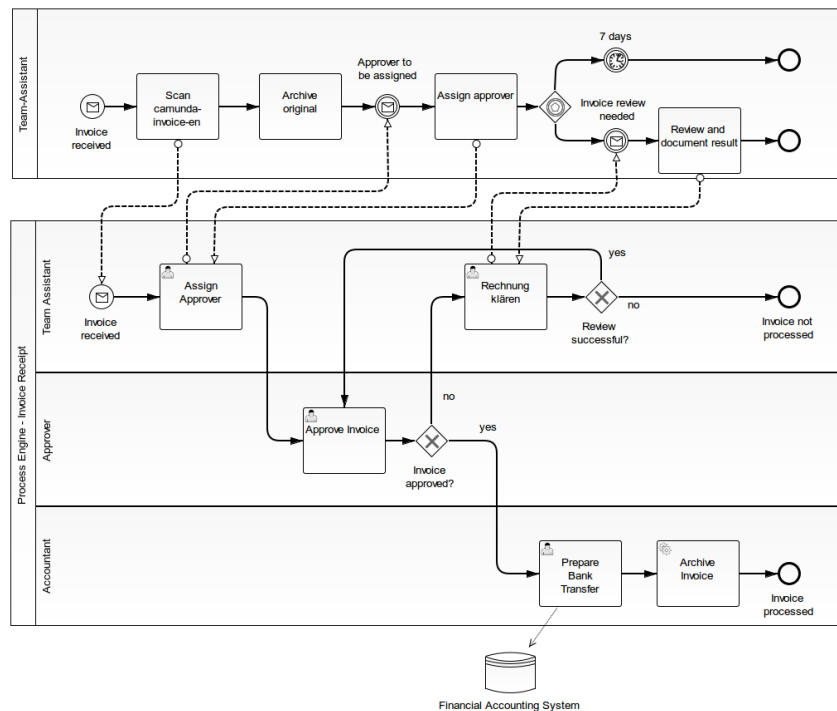 Team-Assistant
7 days
Approver to
be assigned
Scan
camunda-
invoice-en
Archive
original
Assign approver
Invoice review
needed
Review and
document result
Invoice
received
Process Engine - Invoice Receipt
Team Assistant
yes
Assign
Approver
Rechnung
klären
no
Invoice
received
Review
successful?
Invoice not
processed
Approver
no
yes
Approve Invoice
Invoice
approved?
Accountant
Prepare
Bank
Transfer
Archive
Invoice
Invoice
processed
Financial Accounting System